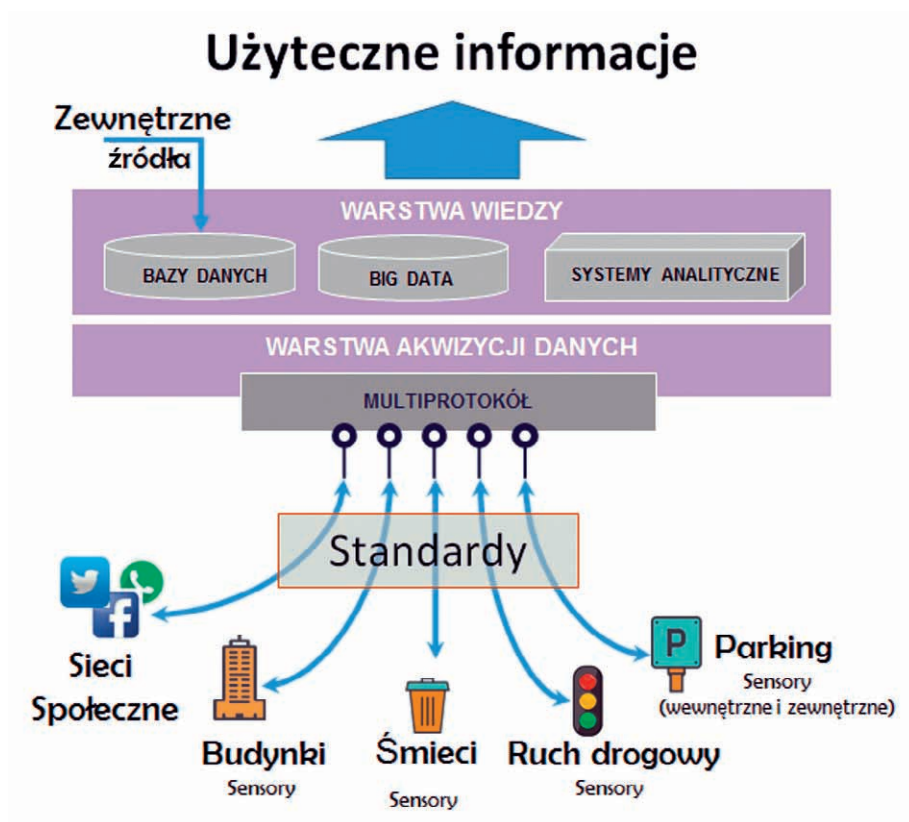 Użyteczne informacje
Zewnętrzne
źródła
WARSTWA WIEDZY
BAZY DANYCH
BIG DATA
SYSTEMY ANALITYCZNE
WARSTWA AKWIZYCJI DANYCH
MULTIPROTOKÓŁ
Standardy
Sieci
Społeczne
Budynki
Sensory
Śmieci
Sensory
Ruch drogowy
Sensory
P
Parking
Sensory
(wewnętrzne i zewnętrzne)